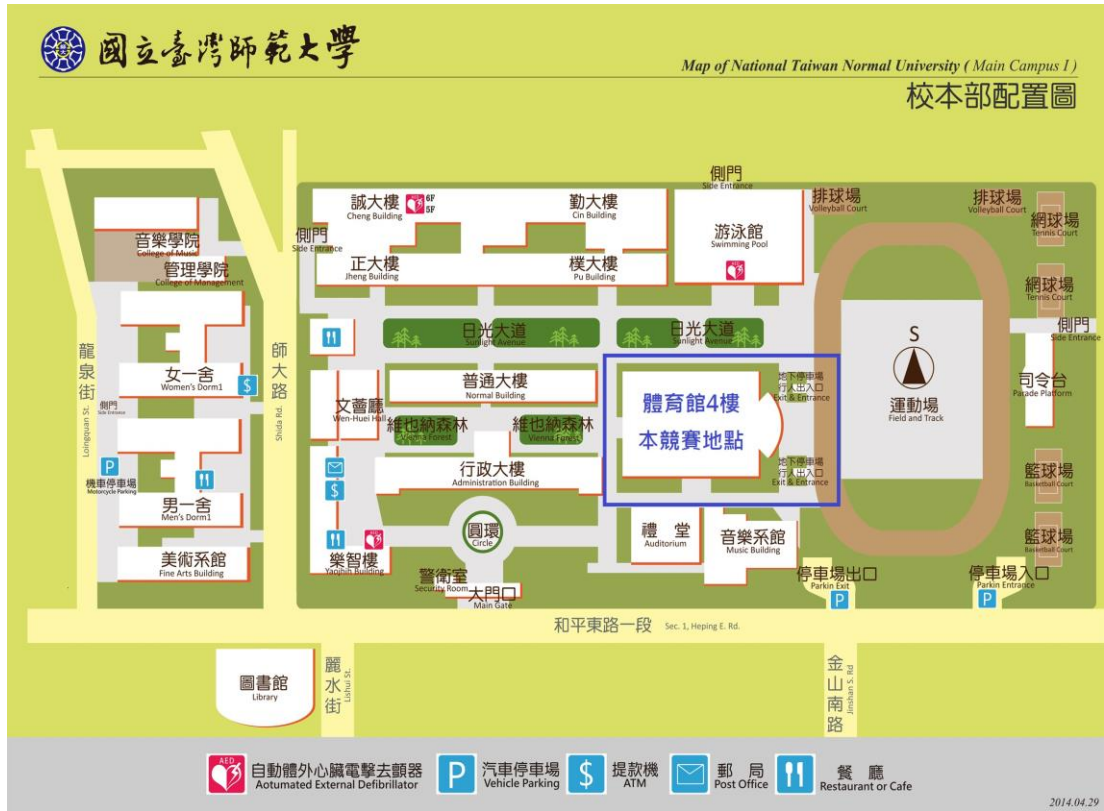 國立臺灣師範大學
Map of National Taiwan Normal University ( Main Campus I )
校本部配置圖
側門
Side Entrance
誠大樓
Cheng Building
AED
6F
5F
勤大樓
Cin Building
游泳館
Swimming Pool
排球場
Volleyball Court
排球場
Volleyball Court
網球場
Tennis Court
音樂學院
College of Music
管理學院
College of Management
側門
Side Entrance
正大樓
Jheng Building
樸大樓
Pu Building
網球場
Tennis Court
日光大道
Sunlight Avenue
日光大道
Sunlight Avenue
側門
Side Entrance
S
運動場
Field and Track
司令台
Parade Platform
龍泉街
Loingquan St.
師大路
Shida Rd.
女一舍
Women's Dorm1
$
側門
Side Entrance
文薈廳
Wen-Huei Hall
普通大樓
Normal Building
維也納森林
Vienna Forest
維也納森林
Vienna Forest
體育館4樓
本競賽地點
地下停車場
行人出入口
Exit & Entrance
地下停車場
行人出入口
Exit & Entrance
P
機車停車場
Motorcycle Parking
行政大樓
Administration Building
$
籃球場
Basketball Court
男一舍
Men's Dorm1
圓環
Circle
禮堂
Auditorium
音樂系館
Music Building
籃球場
Basketball Court
美術系館
Fine Arts Building
樂智樓
Yaojhih Building
警衛室
Security Room
大門口
Main Gate
停車場出口
Parkin Exit
P
停車場入口
Parkin Entrance
P
和平東路一段 Sec. 1, Heping E. Rd.
圖書館
Library
麗水街
Lishui St.
金山南路
Jinshan S. Rd
AED
自動體外心臟電擊去顫器
Aotumated External Defibrillator
P
汽車停車場
Vehicle Parking
$
提款機
ATM
郵局
Post Office
餐廳
Restaurant or Cafe
2014.04.29